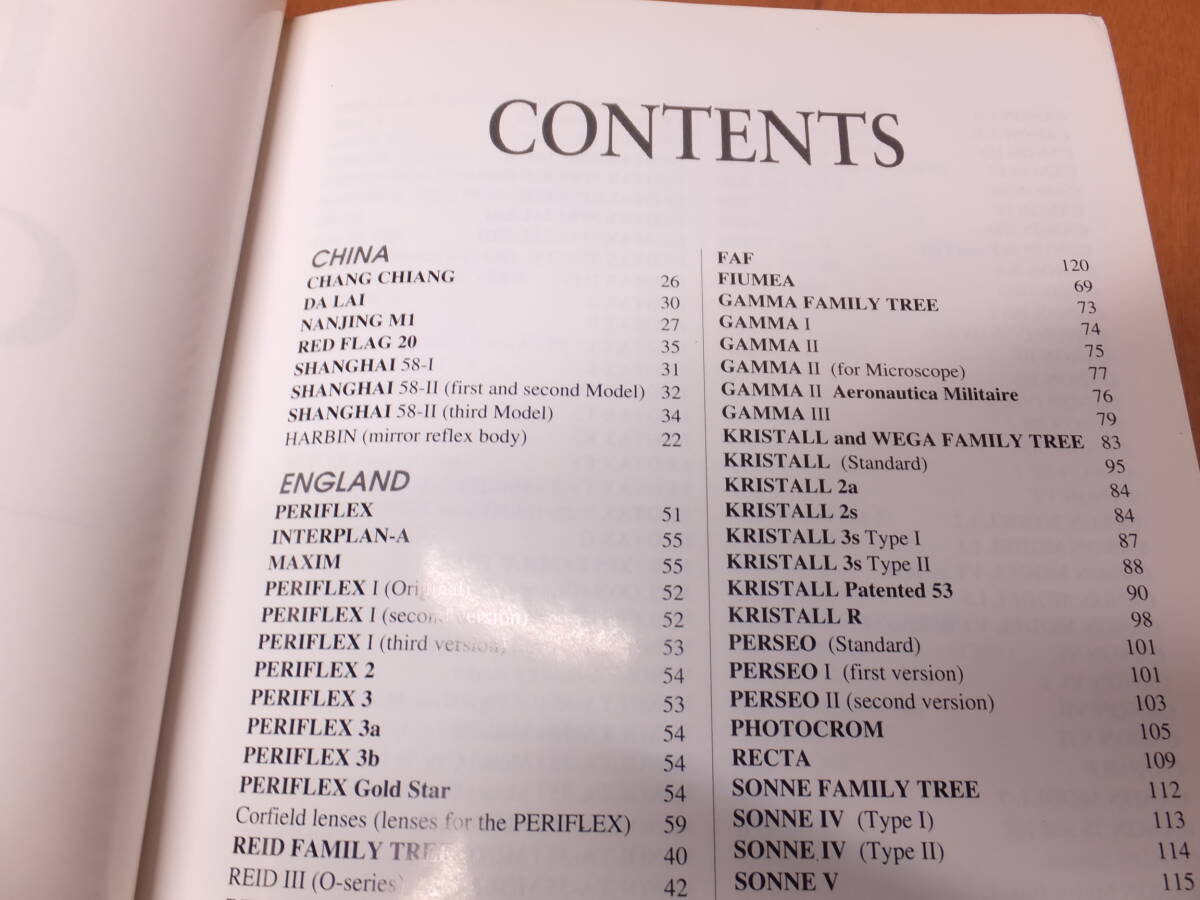 CONTENTS
CHINA
CHANG CHIANG 26
DA LAI 30
NANJING M1 27
RED FLAG 20 35
SHANGHAI 58-I 31
SHANGHAI 58-II (first and second Model) 32
SHANGHAI 58-II (third Model) 34
HARBIN (mirror reflex body) 22
ENGLAND
PERIFLEX 51
INTERPLAN-A 55
MAXIM 55
PERIFLEX I (Original) 52
PERIFLEX I (second version) 52
PERIFLEX I (third version) 53
PERIFLEX 2 54
PERIFLEX 3 53
PERIFLEX 3a 54
PERIFLEX 3b 54
PERIFLEX Gold Star 54
Corfield lenses (lenses for the PERIFLEX) 59
REID FAMILY TREE 40
REID III (O-series) 42
FAF 120
FIUMEA 69
GAMMA FAMILY TREE 73
GAMMA I 74
GAMMA II 75
GAMMA II (for Microscope) 77
GAMMA II Aeronautica Militaire 76
GAMMA III 79
KRISTALL and WEGA FAMILY TREE 83
KRISTALL (Standard) 95
KRISTALL 2a 84
KRISTALL 2s 84
KRISTALL 3s Type I 87
KRISTALL 3s Type II 88
KRISTALL Patented 53 90
KRISTALL R 98
PERSEO (Standard) 101
PERSEO I (first version) 101
PERSEO II (second version) 103
PHOTOCROM 105
RECTA 109
SONNE FAMILY TREE 112
SONNE IV (Type I) 113
SONNE IV (Type II) 114
SONNE V 115